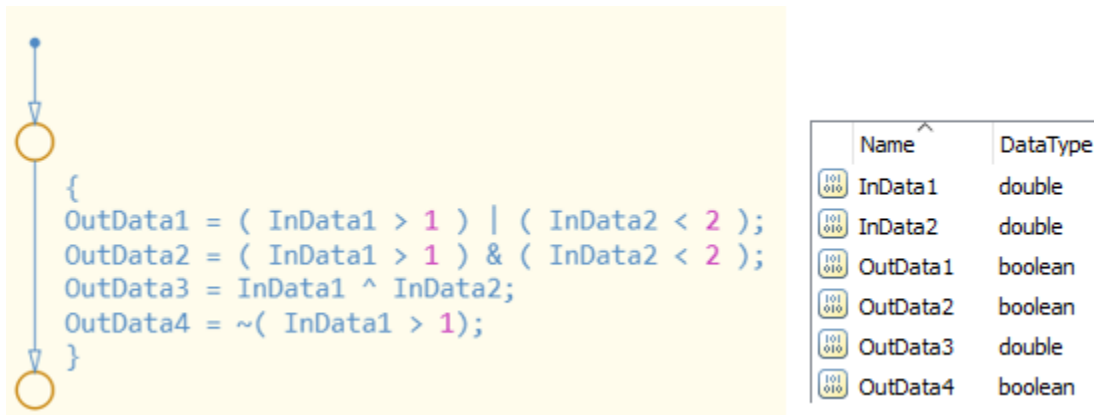 {
OutData1 = ( InData1 > 1 ) | ( InData2 < 2 );
OutData2 = ( InData1 > 1 ) & ( InData2 < 2 );
OutData3 = InData1 ^ InData2;
OutData4 = ~( InData1 > 1);
}
Name DataType
InData1 double
InData2 double
OutData1 boolean
OutData2 boolean
OutData3 double
OutData4 boolean